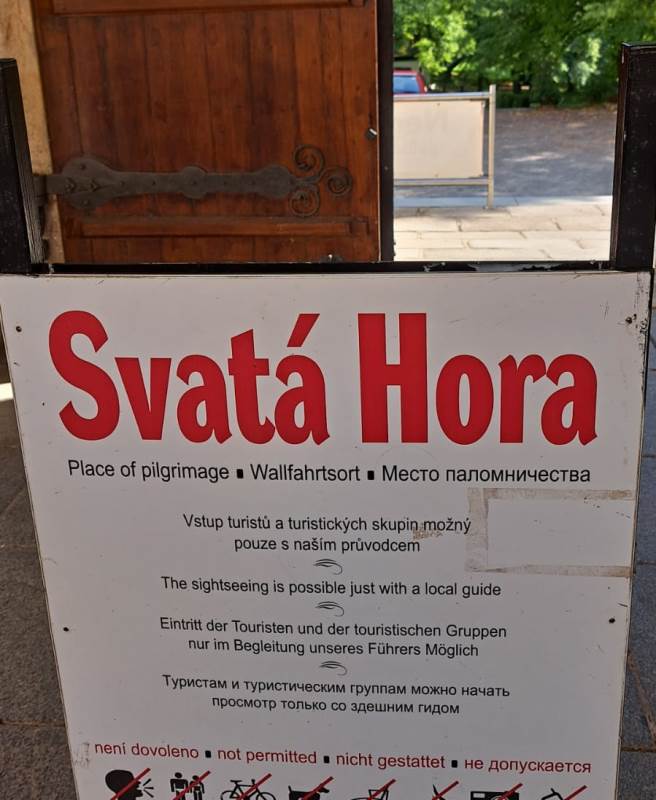 Svatá Hora
Place of pilgrimage ▪ Wallfahrtsort ▪ Место паломничества
Vstup turistů a turistických skupin možný
pouze s naším průvodcem
The sightseeing is possible just with a local guide
Eintritt der Touristen und der touristischen Gruppen
nur im Begleitung unseres Führers Möglich
Туристам и туристическим группам можно начать
просмотр только со здешним гидом
není dovoleno ▪ not permitted ▪ nicht gestattet ▪ не допускается